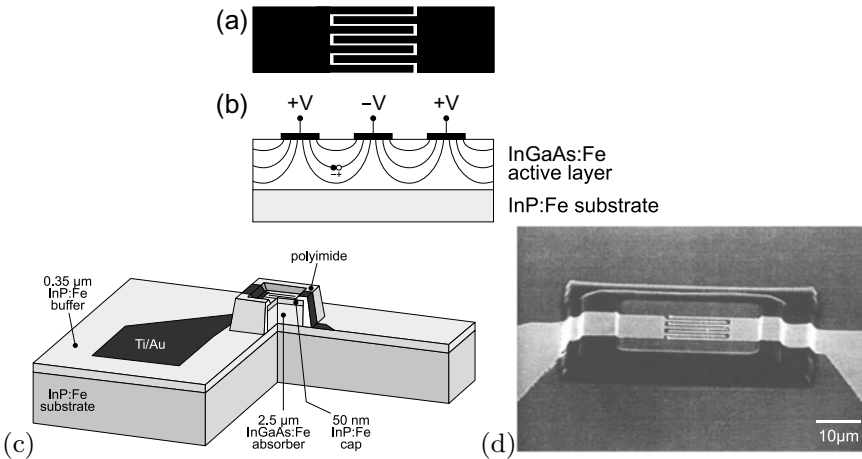 (a)
(b)
+V
−V
+V
InGaAs:Fe
active layer
−+
InP:Fe substrate
polyimide
0.35 µm
InP:Fe
buffer
Ti/Au
InP:Fe
substrate
2.5 µm
InGaAs:Fe
absorber
50 nm
InP:Fe
cap
(c)
(d)
10µm